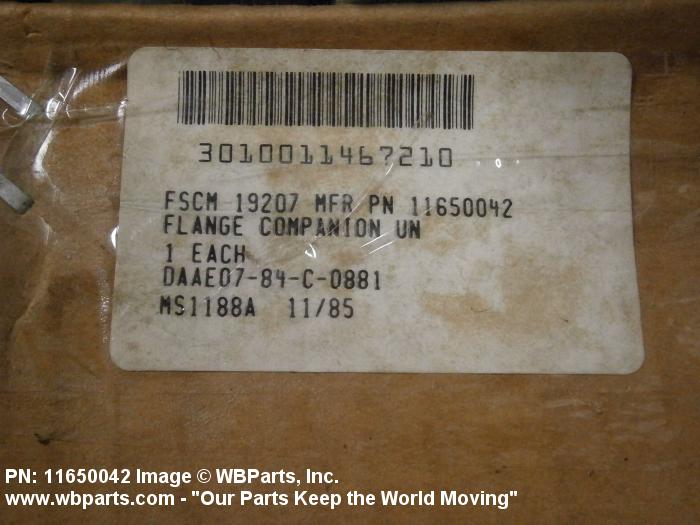 3010011467210
FSCM 19207 MFR PN 11650042
FLANGE COMPANION UN
1 EACH
DAAE07-84-C-0881
MS1188A 11/85
PN: 11650042 Image © WBParts, Inc.
www.wbparts.com - "Our Parts Keep the World Moving"